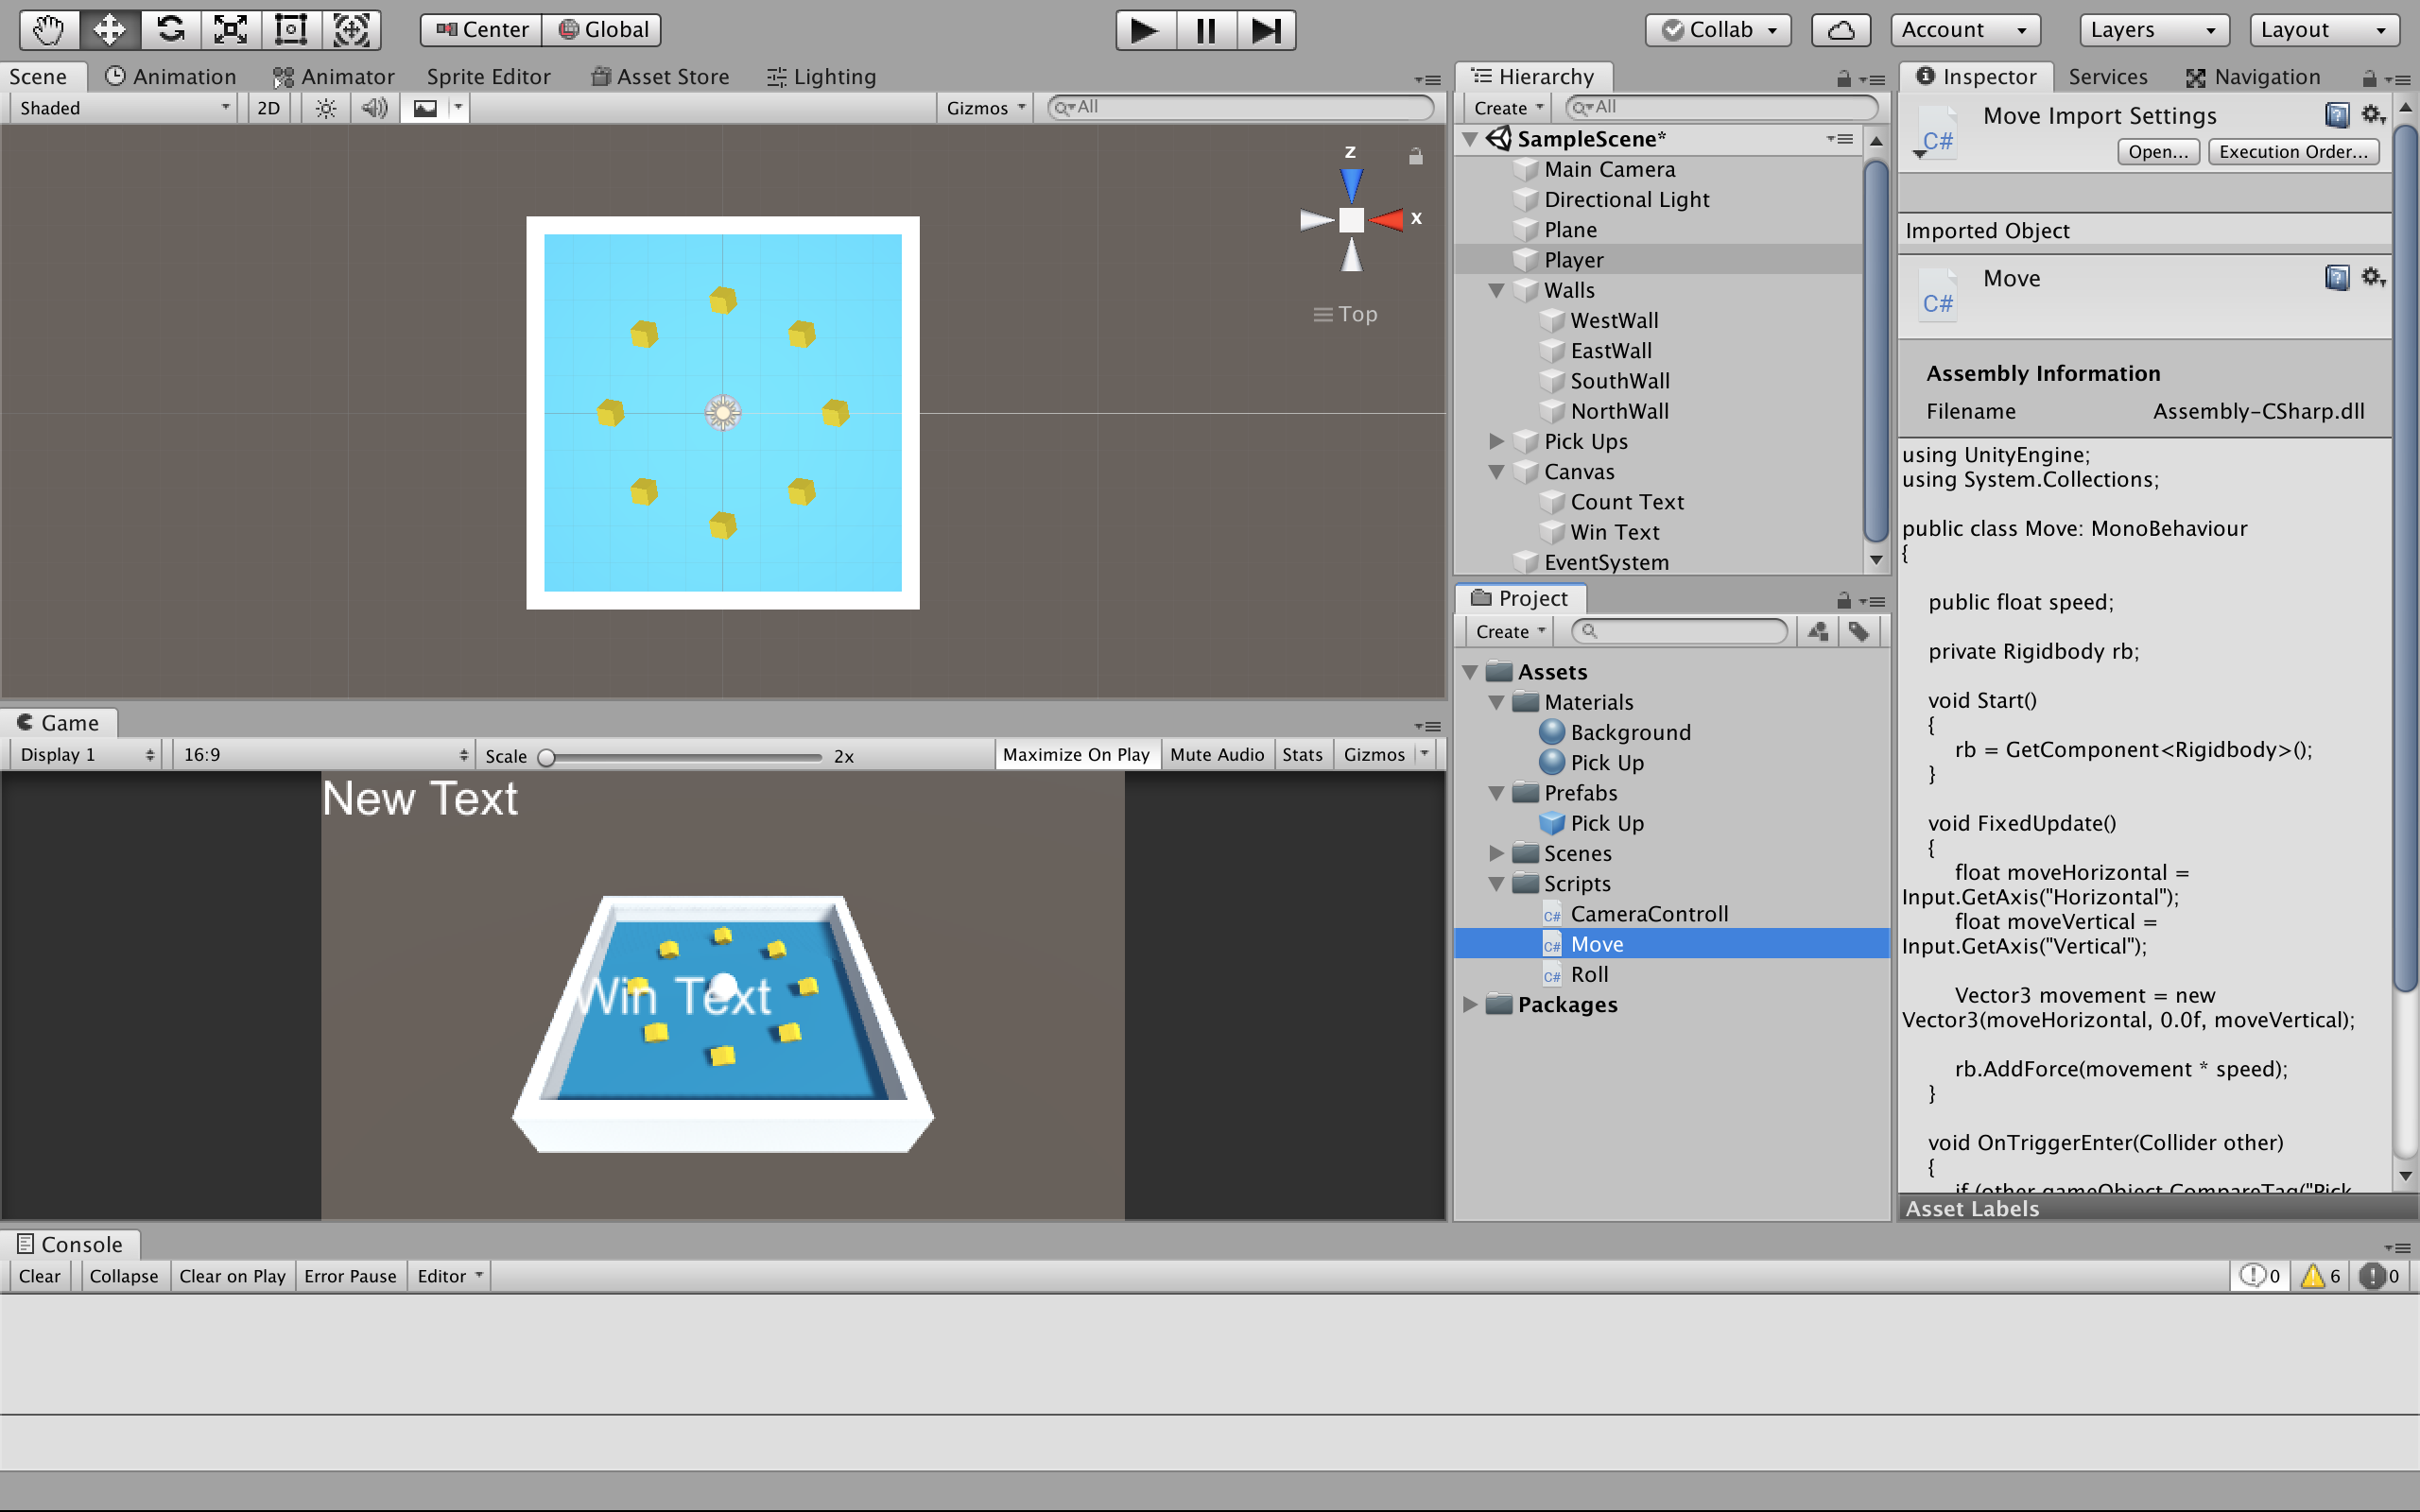 Center Global
Collab Account Layers Layout
Scene Animation Animator Sprite Editor Asset Store Lighting
Shaded 2D Gizmos All
z
x
Top
Hierarchy
Create All
SampleScene*
Main Camera
Directional Light
Plane
Player
Walls
WestWall
EastWall
SouthWall
NorthWall
Pick Ups
Canvas
Count Text
Win Text
EventSystem
Inspector Services Navigation
C# Move Import Settings
Open... Execution Order...
Imported Object
C# Move
Assembly Information
Filename Assembly-CSharp.dll
using UnityEngine;
using System.Collections;
public class Move: MonoBehaviour
{
public float speed;
private Rigidbody rb;
void Start()
{
rb = GetComponent<Rigidbody>();
}
void FixedUpdate()
{
float moveHorizontal =
Input.GetAxis("Horizontal");
float moveVertical =
Input.GetAxis("Vertical");
Vector3 movement = new
Vector3(moveHorizontal, 0.0f, moveVertical);
rb.AddForce(movement * speed);
}
void OnTriggerEnter(Collider other)
{
if (other.gameObject.CompareTag("Pick
Asset Labels
Project
Create
Assets
Materials
Background
Pick Up
Prefabs
Pick Up
Scenes
Scripts
C# CameraControll
C# Move
C# Roll
Packages
Game
Display 1 16:9 Scale 2x Maximize On Play Mute Audio Stats Gizmos
New Text
Win Text
Console
Clear Collapse Clear on Play Error Pause Editor 0 6 0